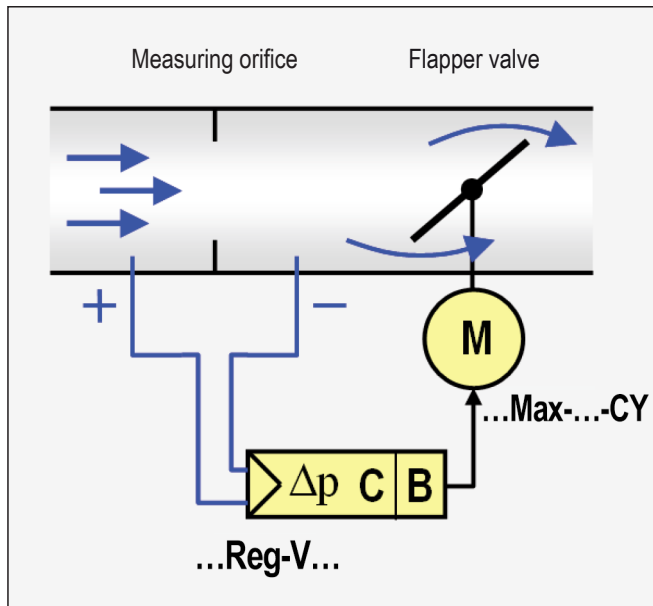 Measuring orifice Flapper valve
+ −
M
...Max-...-CY
Δp C B
...Reg-V...